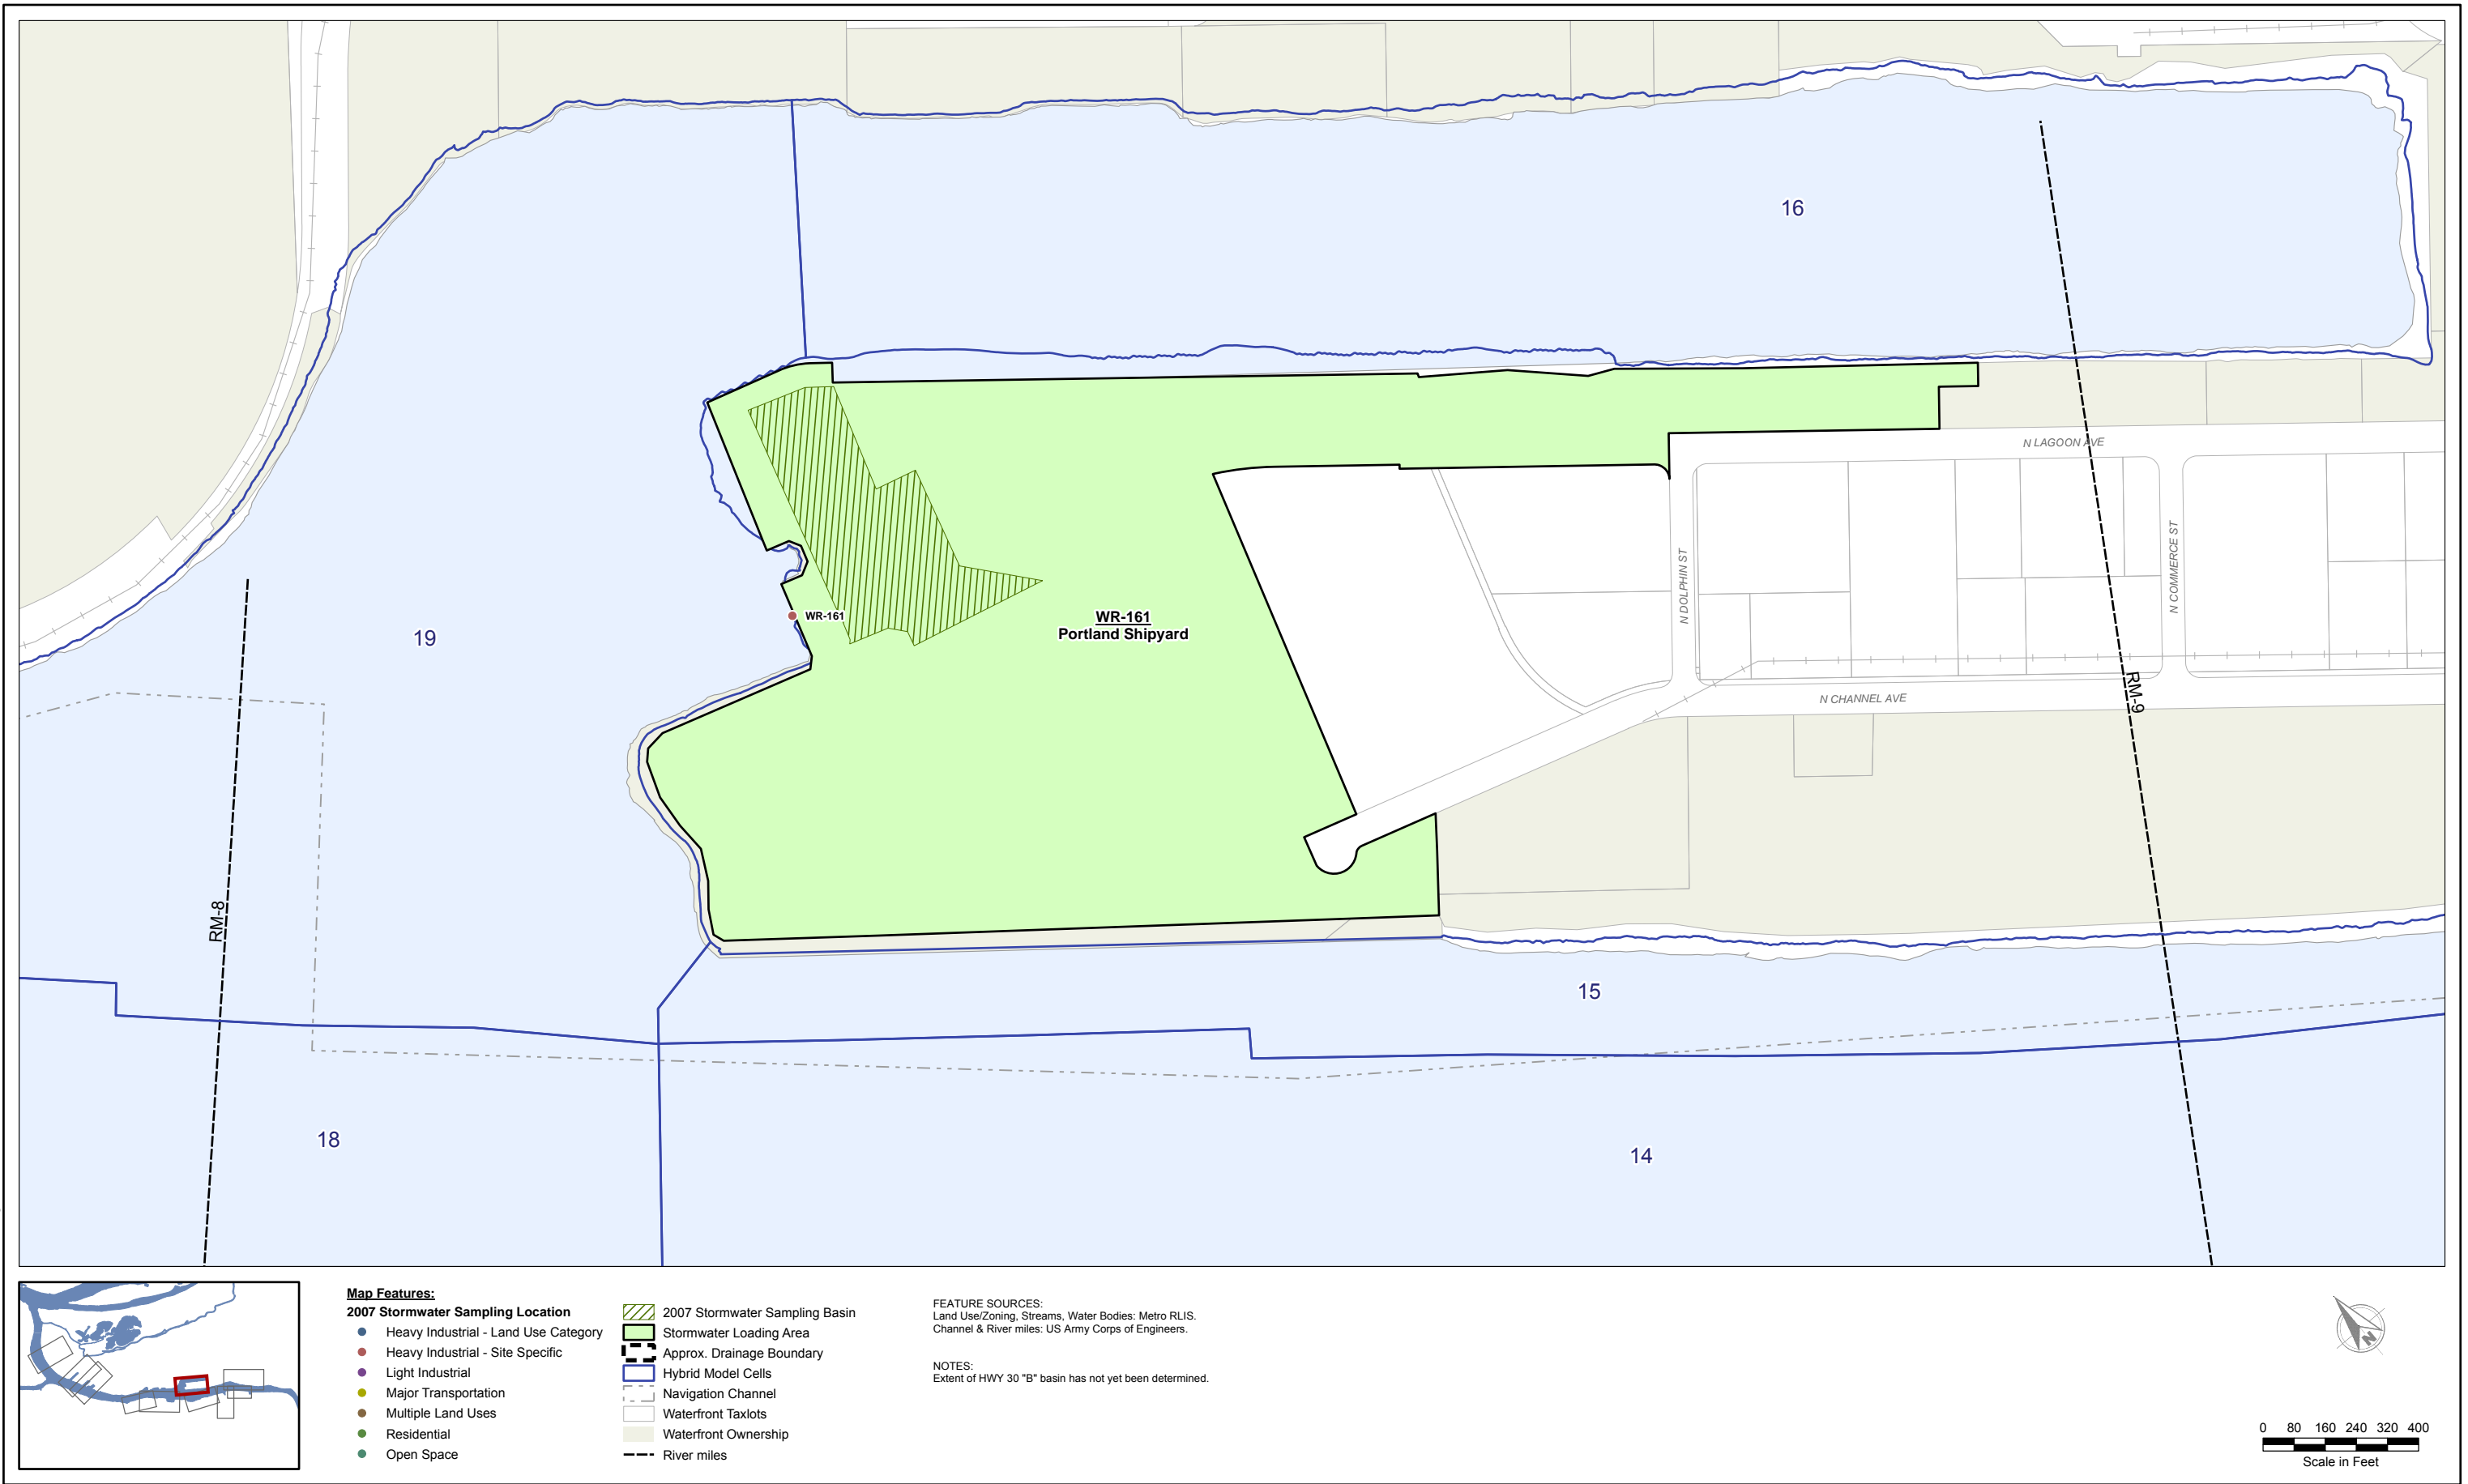 16
N LAGOON AVE
N DOLPHIN ST
N COMMERCE ST
WR-161
WR-161
Portland Shipyard
19
N CHANNEL AVE
RM-9
RM-8
15
18
14
Map Features:
2007 Stormwater Sampling Location
Heavy Industrial - Land Use Category
Heavy Industrial - Site Specific
Light Industrial
Major Transportation
Multiple Land Uses
Residential
Open Space
2007 Stormwater Sampling Basin
Stormwater Loading Area
Approx. Drainage Boundary
Hybrid Model Cells
Navigation Channel
Waterfront Taxlots
Waterfront Ownership
River miles
FEATURE SOURCES:
Land Use/Zoning, Streams, Water Bodies: Metro RLIS.
Channel & River miles: US Army Corps of Engineers.
NOTES:
Extent of HWY 30 "B" basin has not yet been determined.
N
0 80 160 240 320 400
Scale in Feet